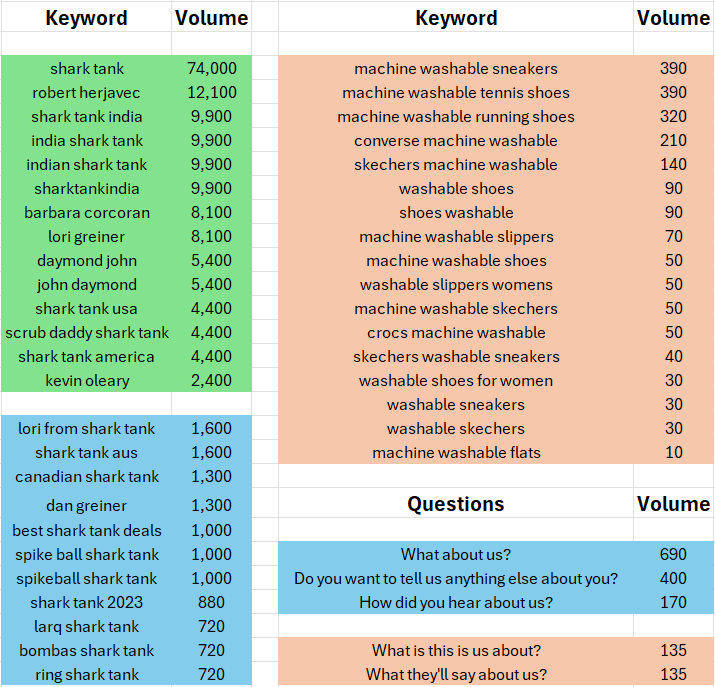 Keyword Volume
shark tank 74,000
robert herjavec 12,100
shark tank india 9,900
india shark tank 9,900
indian shark tank 9,900
sharktankindia 9,900
barbara corcoran 8,100
lori greiner 8,100
daymond john 5,400
john daymond 5,400
shark tank usa 4,400
scrub daddy shark tank 4,400
shark tank america 4,400
kevin oleary 2,400
lori from shark tank 1,600
shark tank aus 1,600
canadian shark tank 1,300
dan greiner 1,300
best shark tank deals 1,000
spike ball shark tank 1,000
spikeball shark tank 1,000
shark tank 2023 880
larq shark tank 720
bombas shark tank 720
ring shark tank 720
Keyword Volume
machine washable sneakers 390
machine washable tennis shoes 390
machine washable running shoes 320
converse machine washable 210
skechers machine washable 140
washable shoes 90
shoes washable 90
machine washable slippers 70
machine washable shoes 50
washable slippers womens 50
machine washable skechers 50
crocs machine washable 50
skechers washable sneakers 40
washable shoes for women 30
washable sneakers 30
washable skechers 30
machine washable flats 10
Questions Volume
What about us? 690
Do you want to tell us anything else about you? 400
How did you hear about us? 170
What is this is us about? 135
What they'll say about us? 135